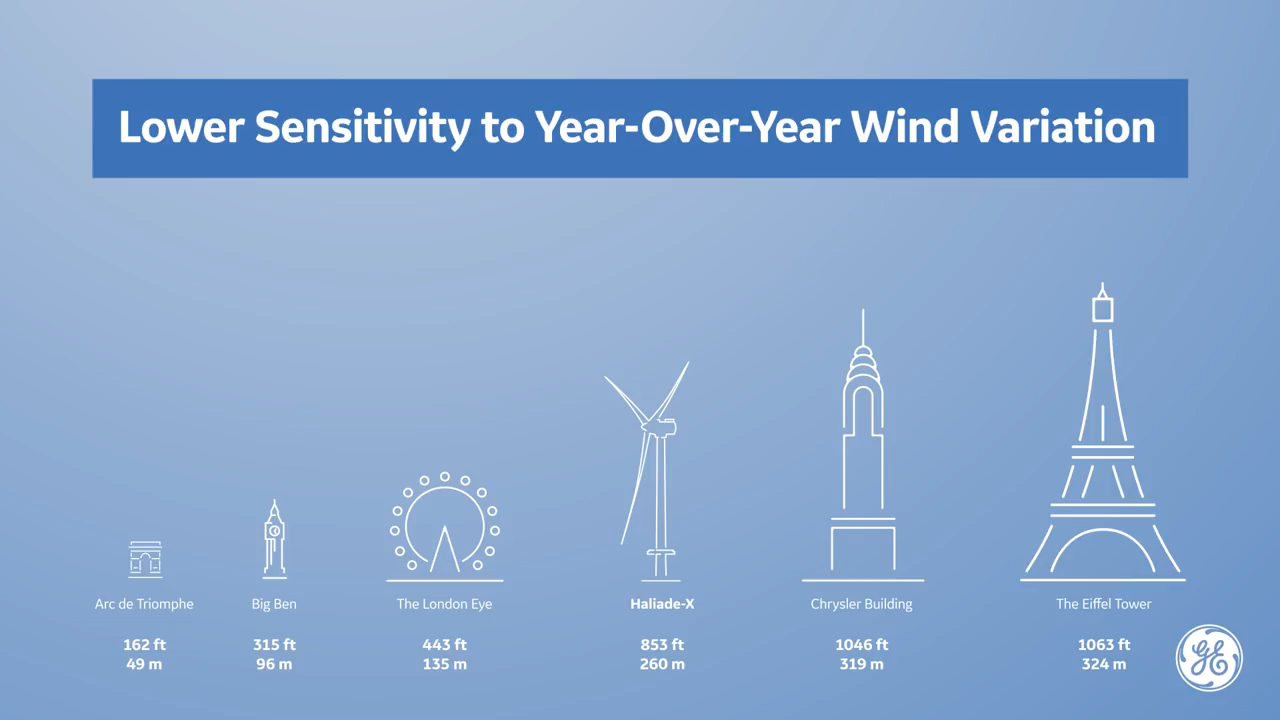 Lower Sensitivity to Year-Over-Year Wind Variation
Arc de Triomphe
162 ft
49 m
Big Ben
315 ft
96 m
The London Eye
443 ft
135 m
Haliade-X
853 ft
260 m
Chrysler Building
1046 ft
319 m
The Eiffel Tower
1063 ft
324 m
GE